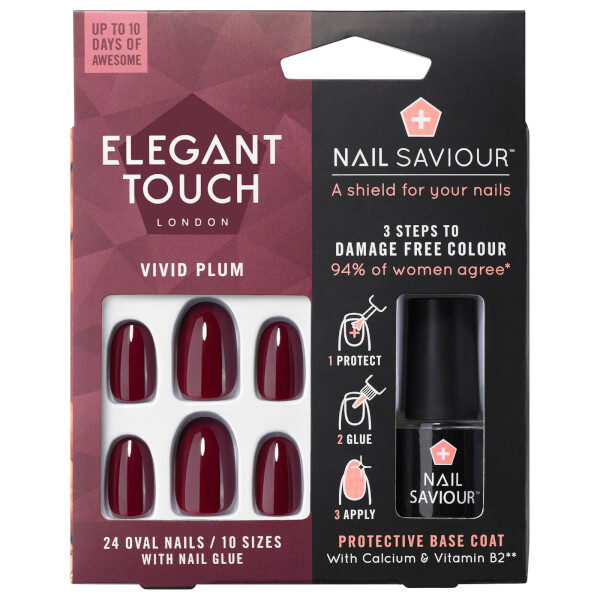 UP TO 10
DAYS OF
AWESOME
ELEGANT
TOUCH
LONDON
VIVID PLUM
24 OVAL NAILS / 10 SIZES
WITH NAIL GLUE
NAIL SAVIOUR™
A shield for your nails
3 STEPS TO
DAMAGE FREE COLOUR
94% of women agree*
1 PROTECT
2 GLUE
3 APPLY
NAIL
SAVIOUR™
PROTECTIVE BASE COAT
With Calcium & Vitamin B2**